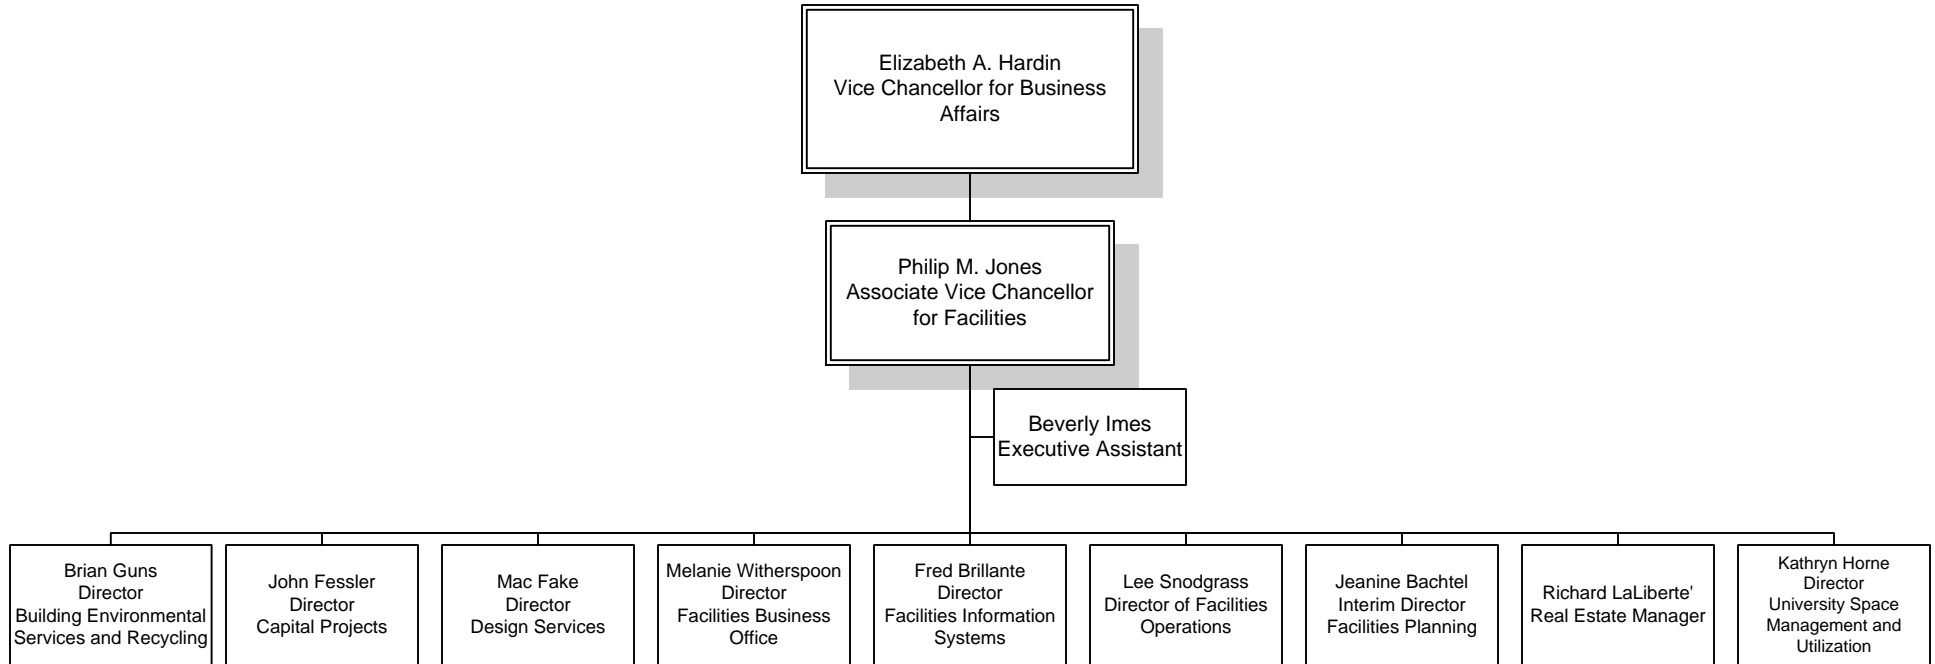 Elizabeth A. Hardin
Vice Chancellor for Business
Affairs
Philip M. Jones
Associate Vice Chancellor
for Facilities
Beverly Imes
Executive Assistant
Brian Guns
Director
Building Environmental
Services and Recycling
John Fessler
Director
Capital Projects
Mac Fake
Director
Design Services
Melanie Witherspoon
Director
Facilities Business
Office
Fred Brillante
Director
Facilities Information
Systems
Lee Snodgrass
Director of Facilities
Operations
Jeanine Bachtel
Interim Director
Facilities Planning
Richard LaLiberte'
Real Estate Manager
Kathryn Horne
Director
University Space
Management and
Utilization